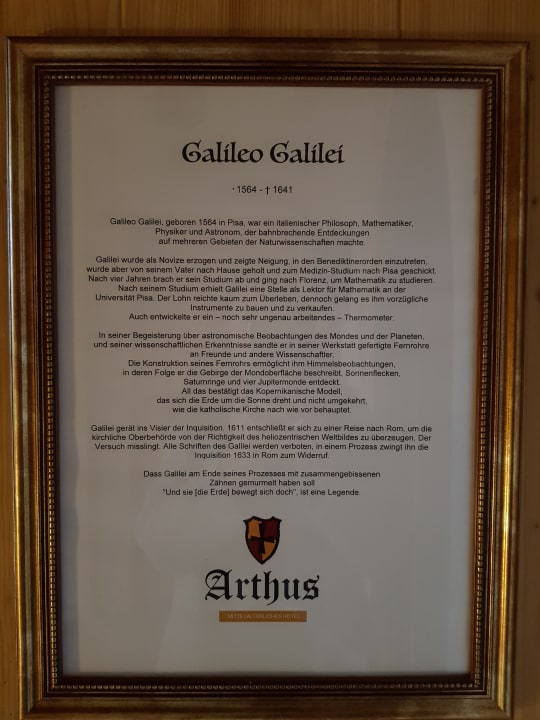 Galileo Galilei
* 1564 - † 1641
Galileo Galilei, geboren 1564 in Pisa, war ein italienischer Philosoph, Mathematiker,
Physiker und Astronom, der bahnbrechende Entdeckungen
auf mehreren Gebieten der Naturwissenschaften machte.
Galilei wurde als Novize erzogen und zeigte Neigung, in den Benediktinerorden einzutreten,
wurde aber von seinem Vater nach Hause geholt und zum Medizin-Studium nach Pisa geschickt.
Nach vier Jahren brach er sein Studium ab und ging nach Florenz, um Mathematik zu studieren.
Nach seinem Studium erhielt Galilei eine Stelle als Lektor für Mathematik an der
Universität Pisa. Der Lohn reichte kaum zum Überleben, dennoch gelang es ihm vorzügliche
Instrumente zu bauen und zu verkaufen.
Auch entwickelte er ein – noch sehr ungenau arbeitendes – Thermometer.
In seiner Begeisterung über astronomische Beobachtungen des Mondes und der Planeten,
und seiner wissenschaftlichen Erkenntnisse sandte er in seiner Werkstatt gefertigte Fernrohre
an Freunde und andere Wissenschaftler.
Die Konstruktion seines Fernrohrs ermöglicht ihm Himmelsbeobachtungen,
in deren Folge er die Gebirge der Mondoberfläche beschreibt, Sonnenflecken,
Saturnringe und vier Jupitermonde entdeckt.
All das bestätigt das Kopernikanische Modell,
das sich die Erde um die Sonne dreht und nicht umgekehrt,
wie die katholische Kirche nach wie vor behauptet.
Galilei gerät ins Visier der Inquisition. 1611 entschließt er sich zu einer Reise nach Rom, um die
kirchliche Oberbehörde von der Richtigkeit des heliozentrischen Weltbildes zu überzeugen. Der
Versuch misslingt. Alle Schriften des Galilei werden verboten, in einem Prozess zwingt ihn die
Inquisition 1633 in Rom zum Widerruf.
Dass Galilei am Ende seines Prozesses mit zusammengebissenen
Zähnen gemurmelt haben soll
"Und sie [die Erde] bewegt sich doch", ist eine Legende.
Arthus
MITTELALTERLICHES HOTEL